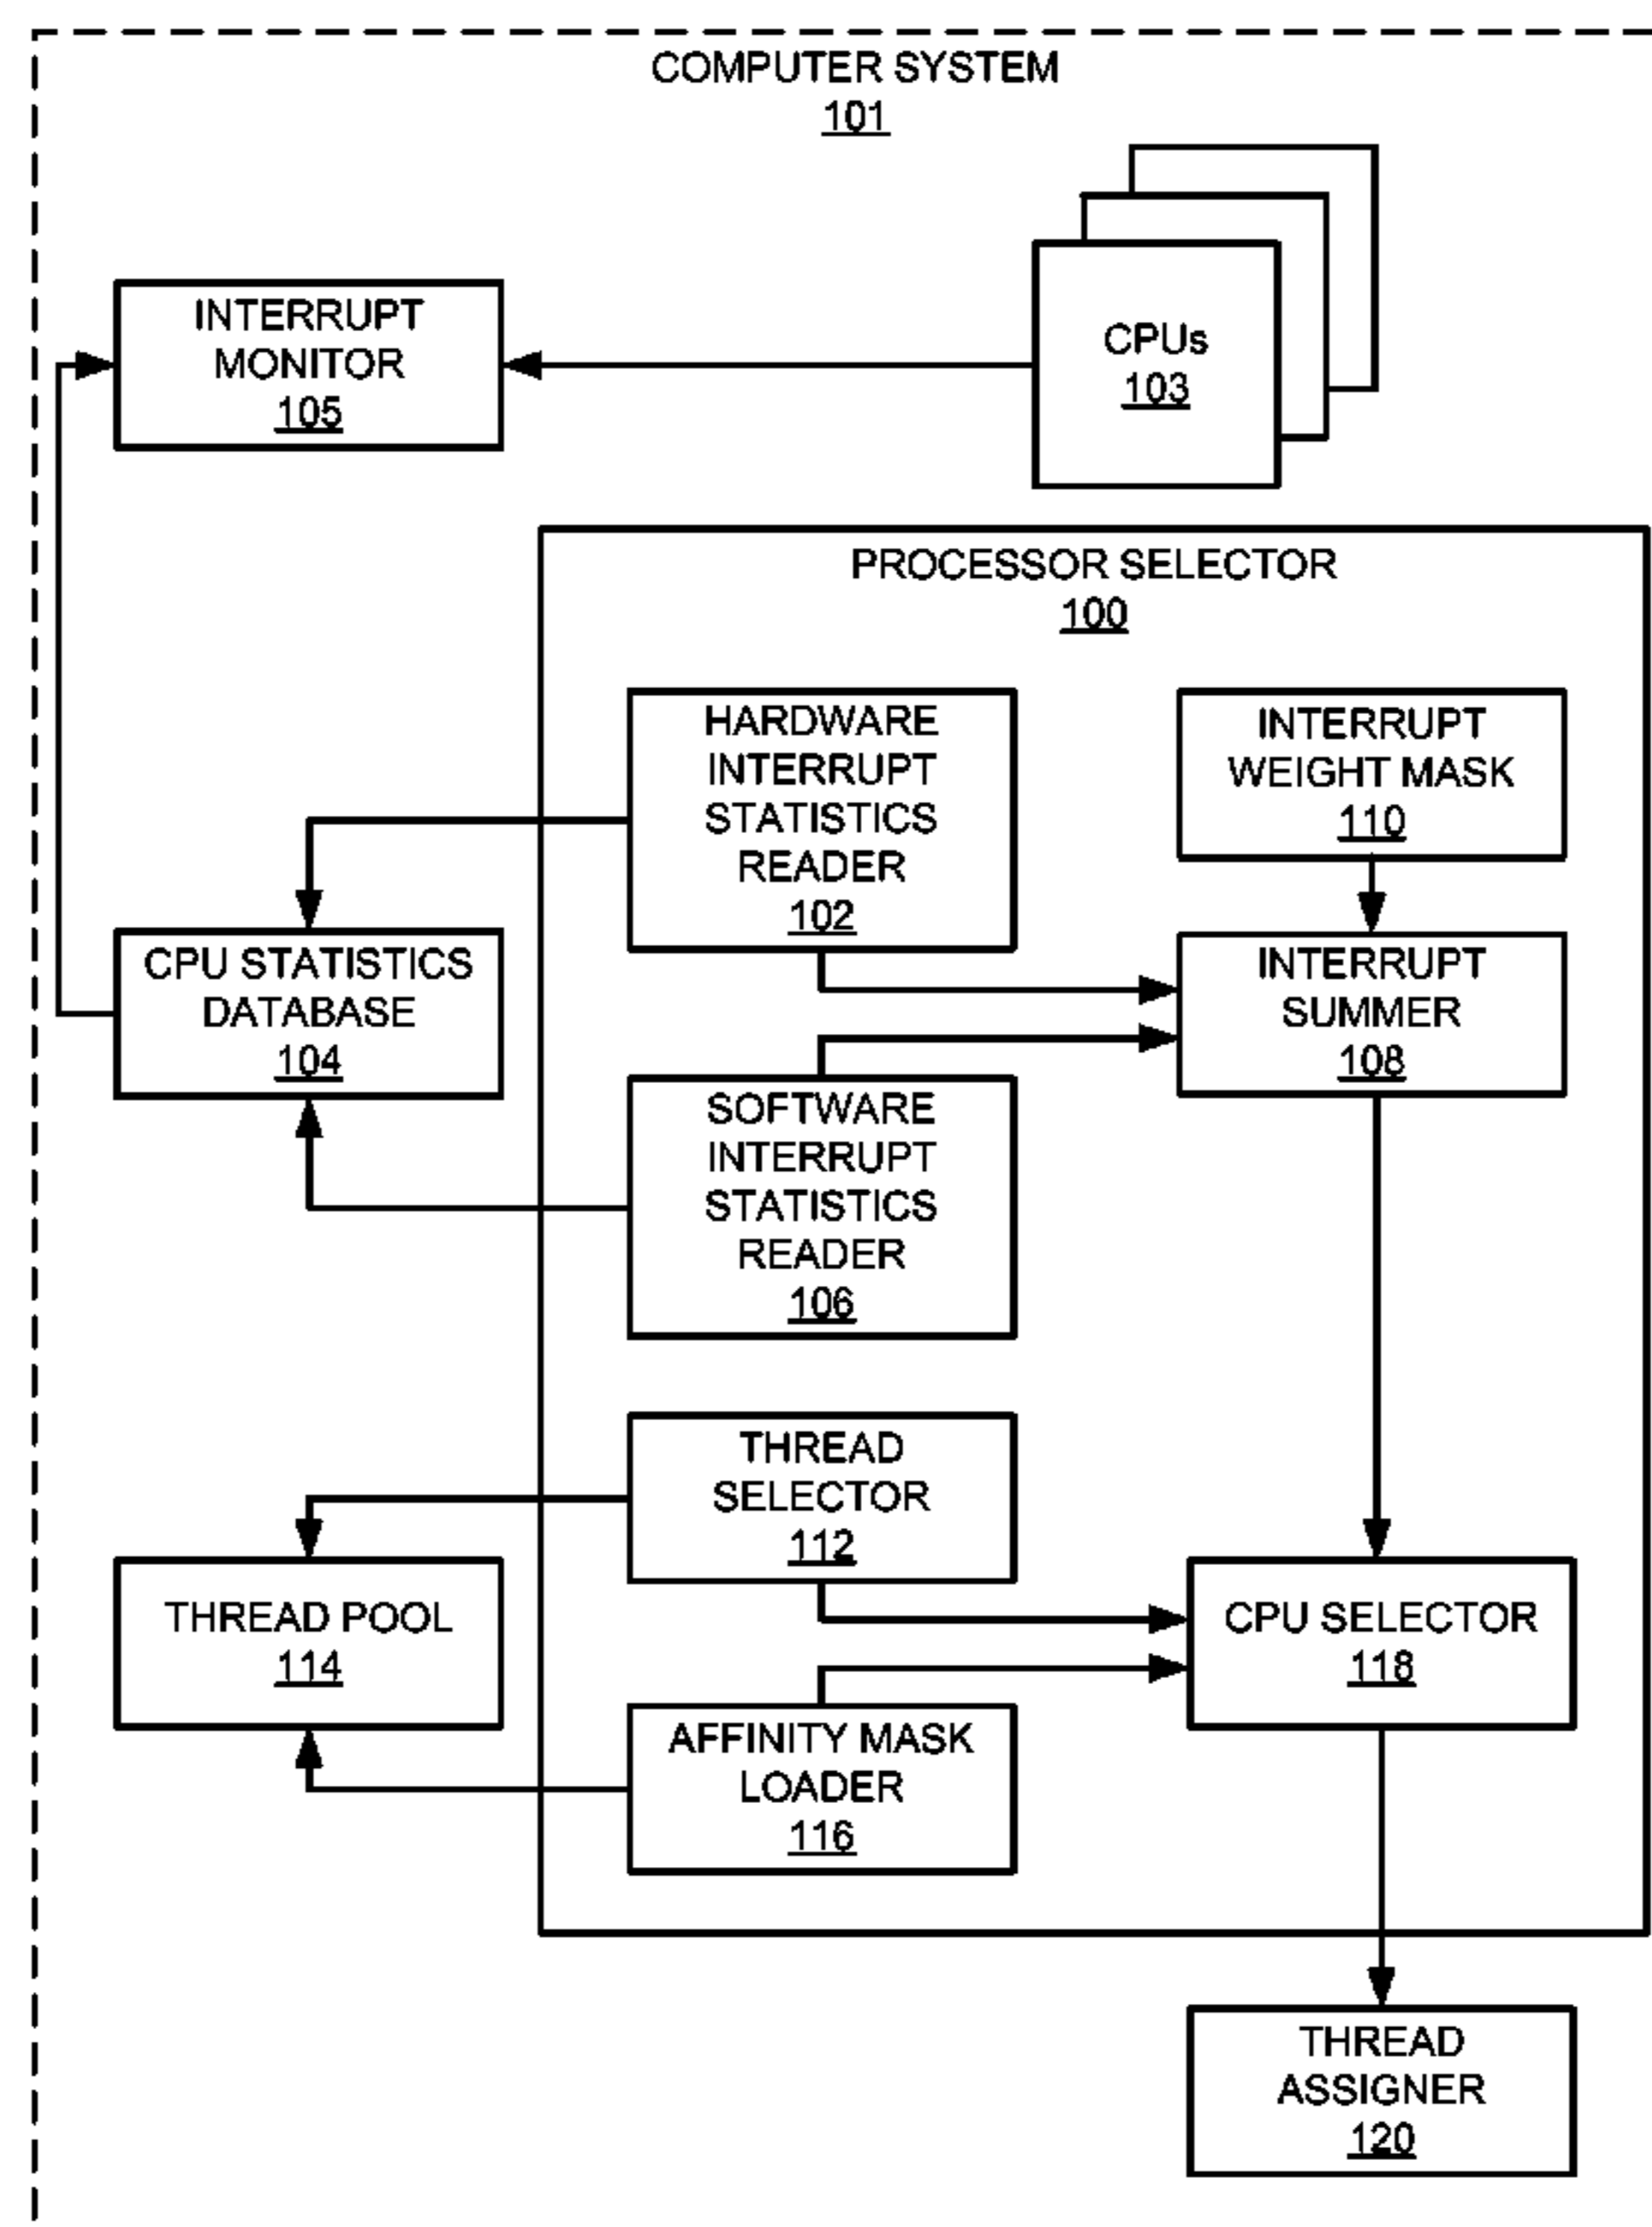 COMPUTER SYSTEM
101
CPUs
103
INTERRUPT
MONITOR
105
PROCESSOR SELECTOR
100
HARDWARE
INTERRUPT
STATISTICS
READER
102
INTERRUPT
WEIGHT MASK
110
CPU STATISTICS
DATABASE
104
INTERRUPT
SUMMER
108
SOFTWARE
INTERRUPT
STATISTICS
READER
106
THREAD
SELECTOR
112
THREAD POOL
114
CPU SELECTOR
118
AFFINITY MASK
LOADER
116
THREAD
ASSIGNER
120